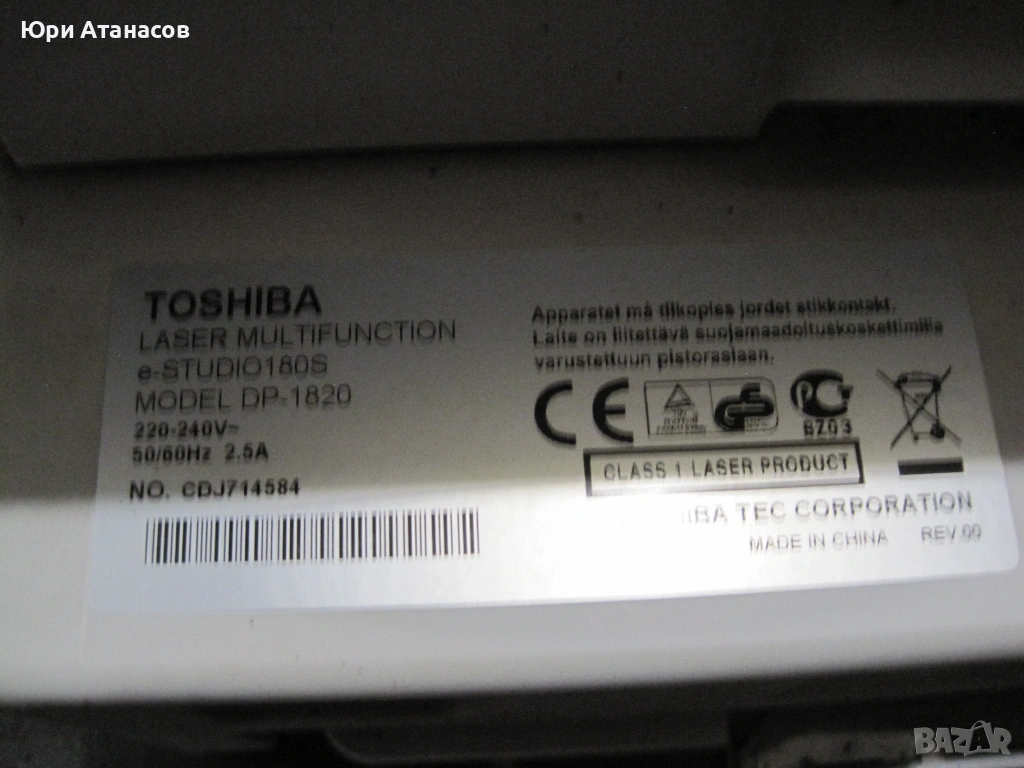 Юри Атанасов
TOSHIBA
LASER MULTIFUNCTION
e-STUDIO180S
MODEL DP-1820
220-240V~
50/60Hz 2.5A
NO. CDJ714584
Apparatet må tilkoples jordet stikkontakt.
Laite on liitettävä suojamaadoituskoskettimilla
varustettuun pistorasiaan.
CE
GS
PCT
BZ03
CLASS 1 LASER PRODUCT
TEC CORPORATION
MADE IN CHINA REV.00
BAZAR